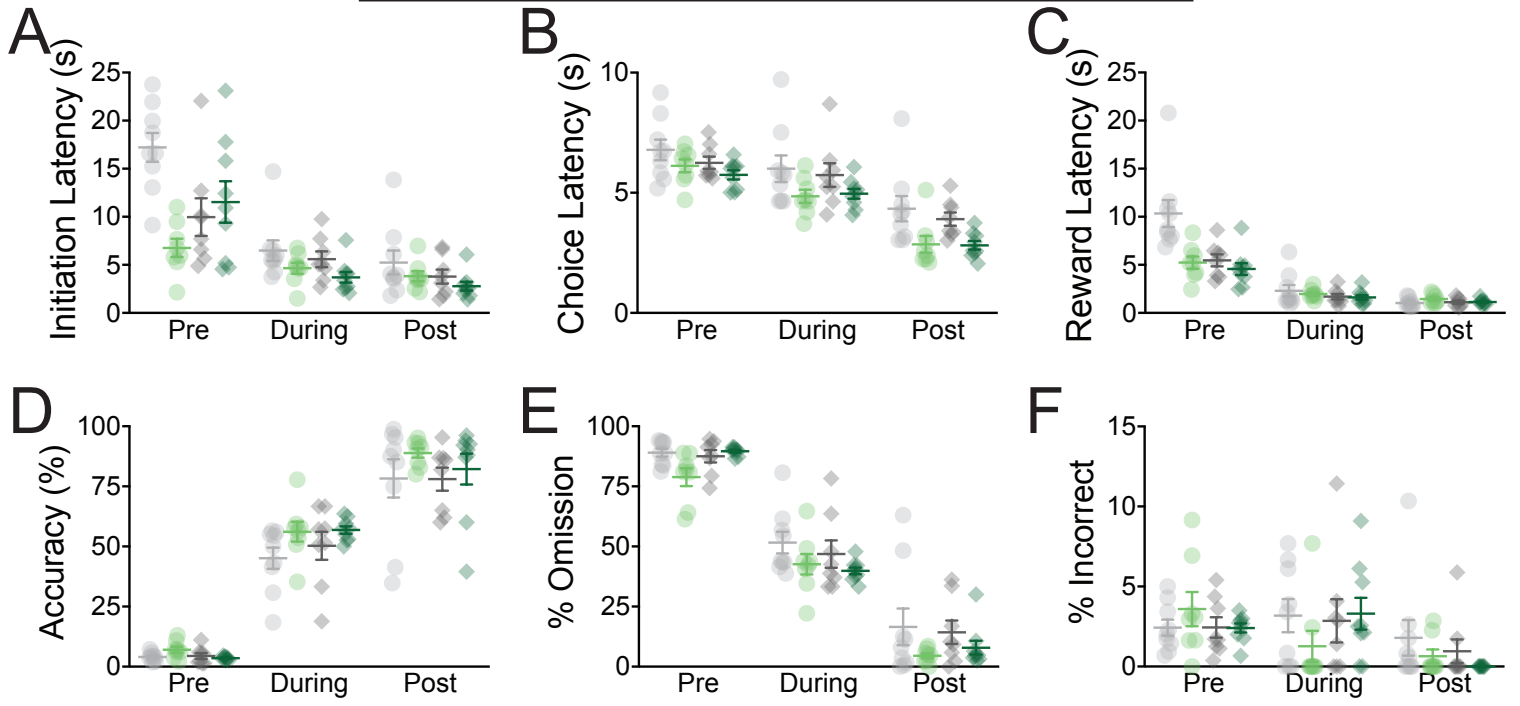 A
Initiation Latency (s)
25
20
15
10
5
0
Pre
During
Post
B
Choice Latency (s)
10
5
0
Pre
During
Post
C
Reward Latency (s)
25
20
15
10
5
0
Pre
During
Post
D
Accuracy (%)
100
75
50
25
0
Pre
During
Post
E
% Omission
100
75
50
25
0
Pre
During
Post
F
% Incorrect
15
10
5
0
Pre
During
Post